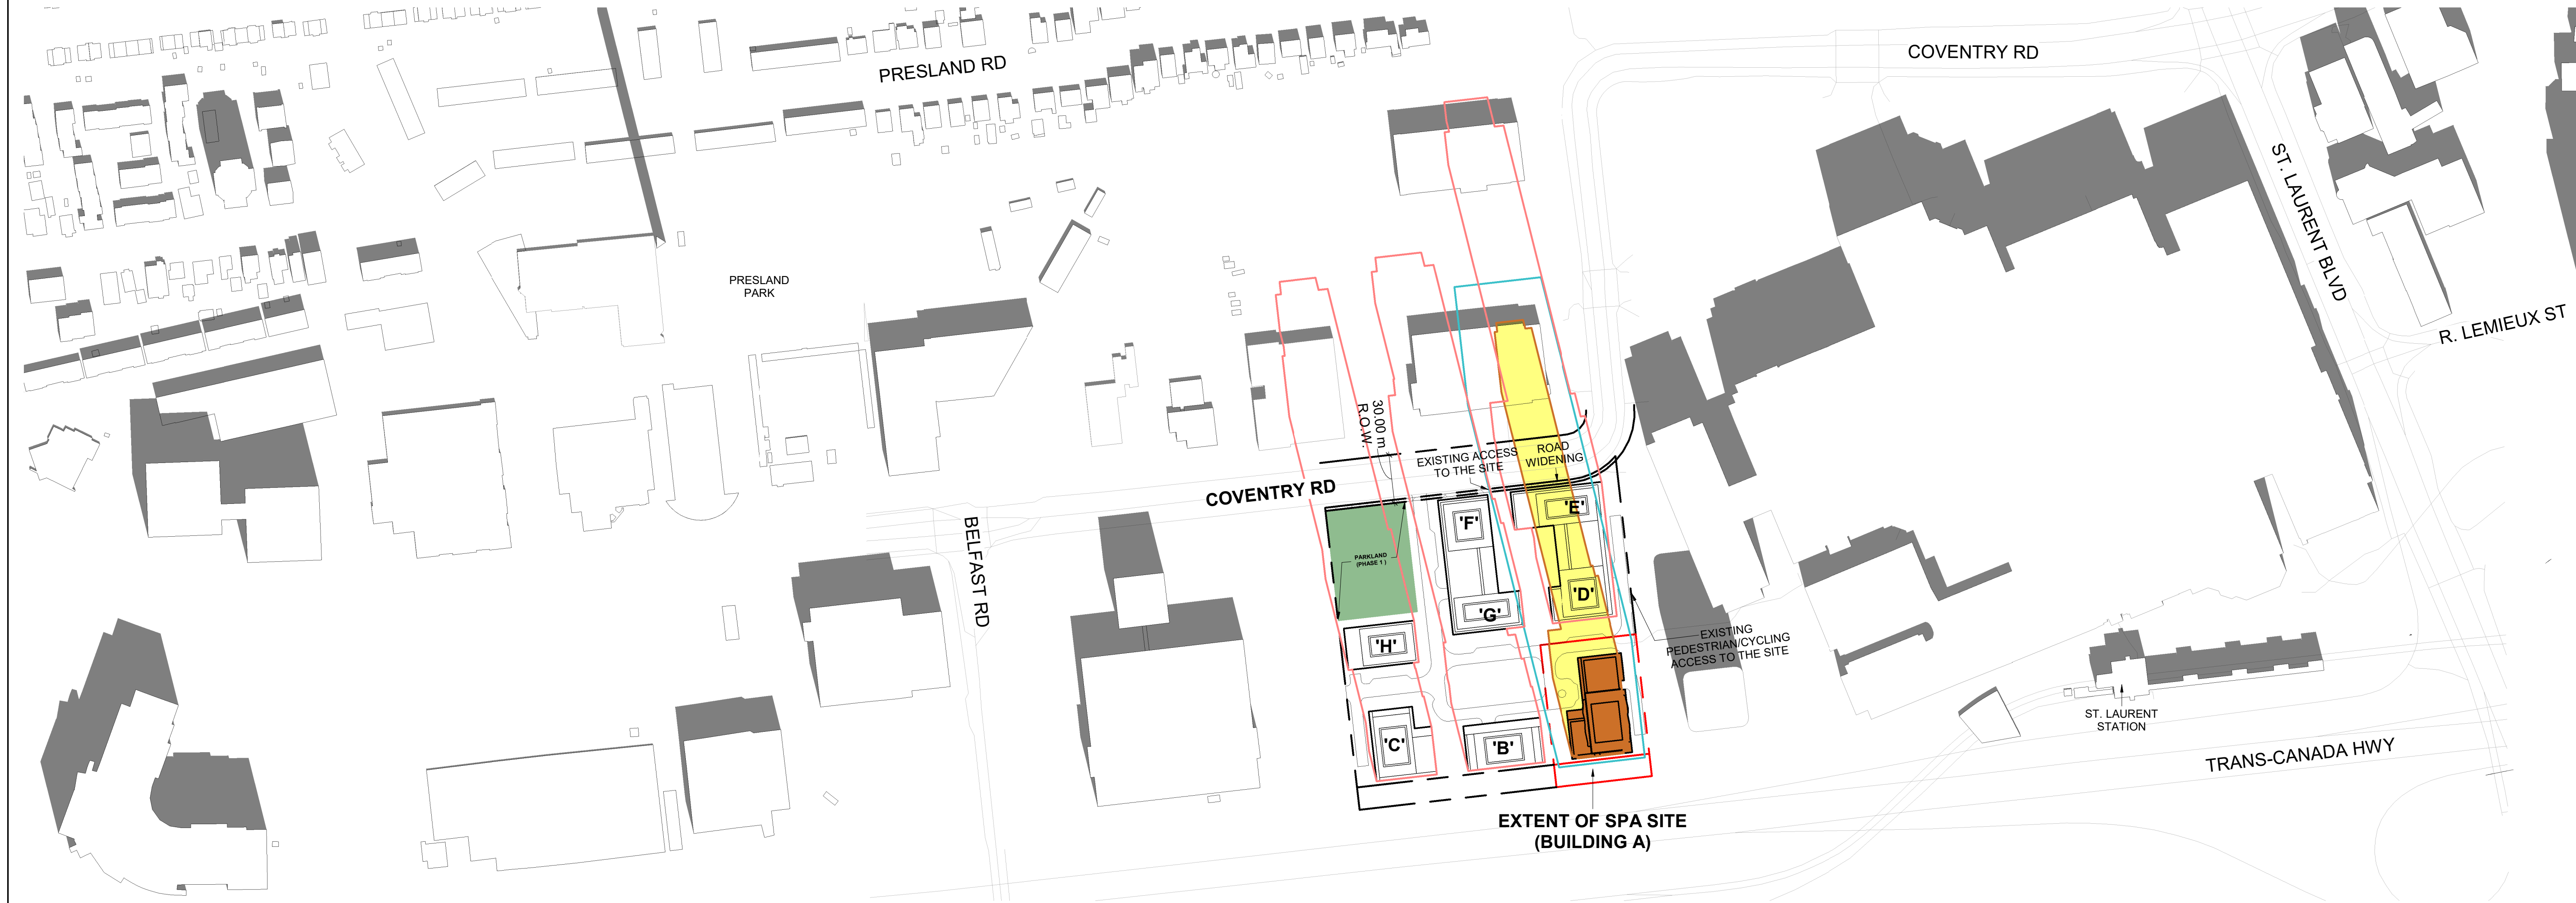 PRESLAND RD
COVENTRY RD
ST. LAURENT BLVD
R. LEMIEUX ST
PRESLAND
PARK
30.00 m
R.O.W.
EXISTING ACCESS
TO THE SITE
ROAD
WIDENING
COVENTRY RD
BELFAST RD
'F'
'E'
PARKLAND
(PHASE 1 )
'D'
'G'
'H'
EXISTING
PEDESTRIAN/CYCLING
ACCESS TO THE SITE
'C'
'B'
ST. LAURENT
STATION
TRANS-CANADA HWY
EXTENT OF SPA SITE
(BUILDING A)